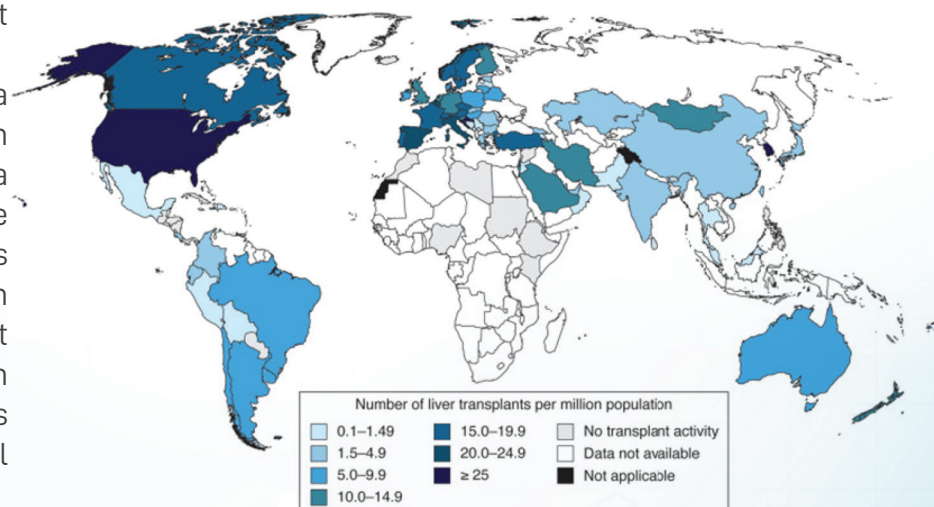 t
a
n
a
e
s
n
t
n
s
l
Number of liver transplants per million population
0.1–1.49
1.5–4.9
5.0–9.9
10.0–14.9
15.0–19.9
20.0–24.9
≥ 25
No transplant activity
Data not available
Not applicable